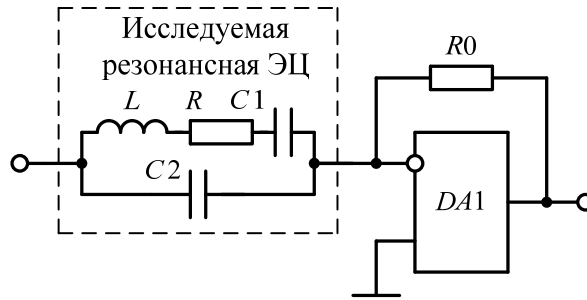 Исследуемая
резонансная ЭЦ
R0
L R C1
C2
DA1